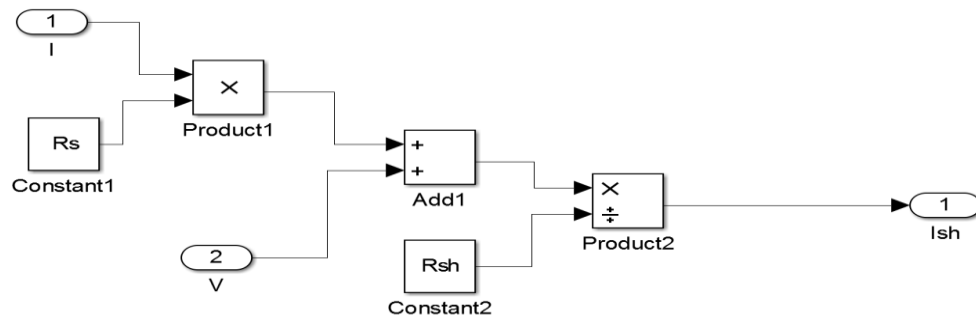 1
I
×
Product1
Rs
Constant1
+
+
Add1
2
V
×
÷
Product2
Rsh
Constant2
1
Ish